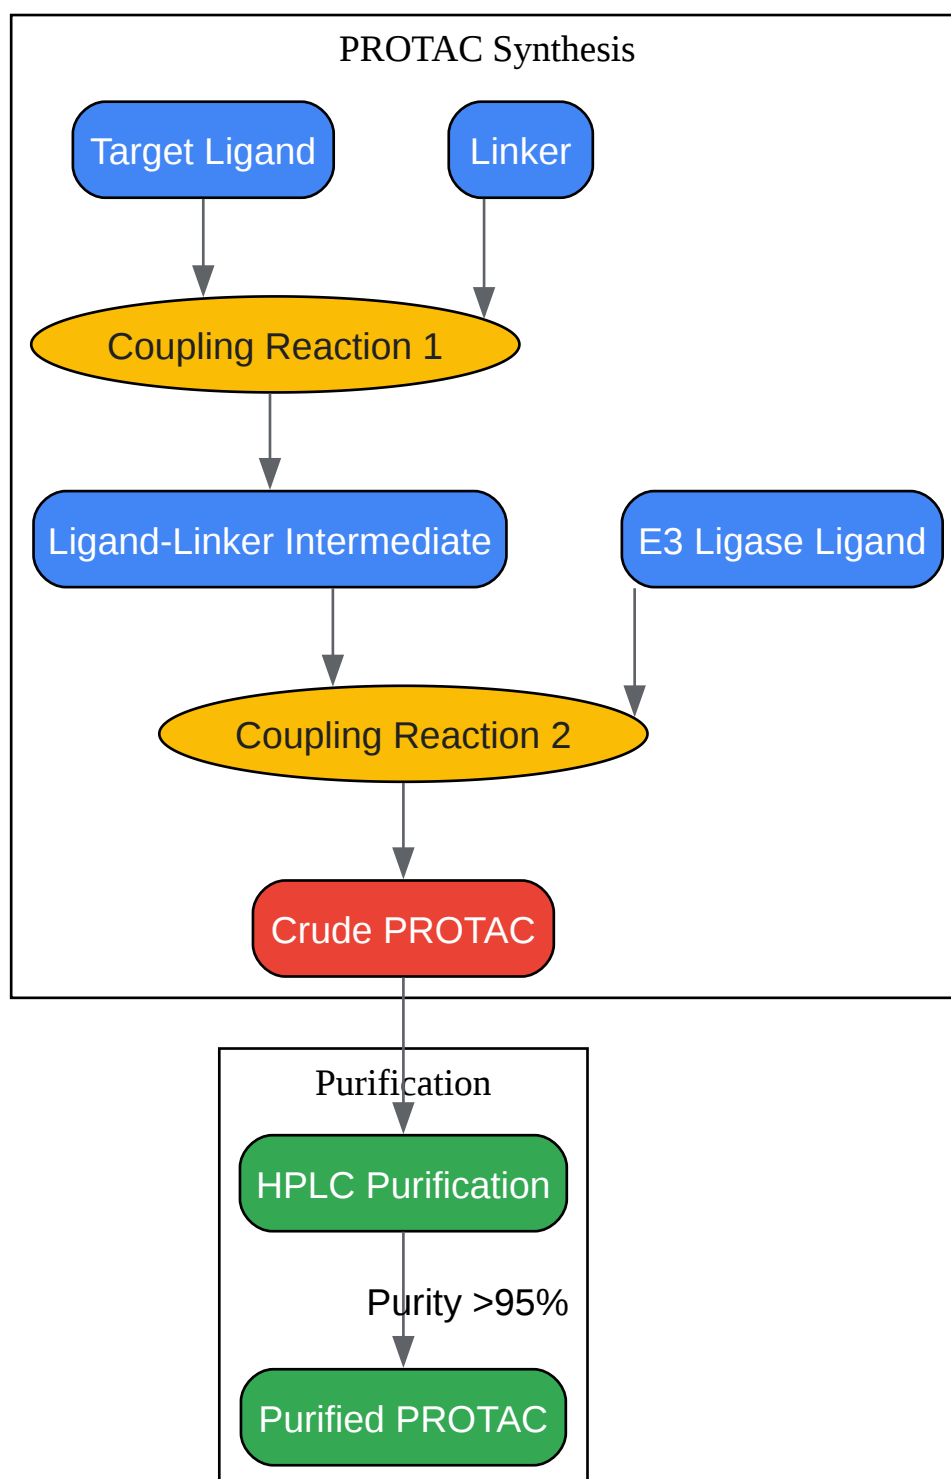 PROTAC Synthesis
Target Ligand
Linker
Coupling Reaction 1
Ligand-Linker Intermediate
E3 Ligase Ligand
Coupling Reaction 2
Crude PROTAC
Purification
HPLC Purification
Purity >95%
Purified PROTAC